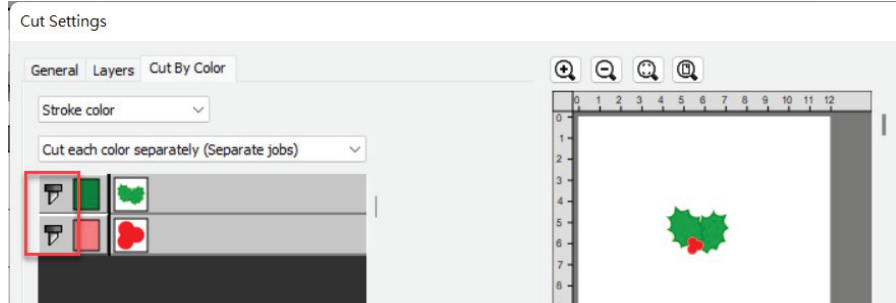 Cut Settings
General Layers Cut By Color
Stroke color
Cut each color separately (Separate jobs)
0 1 2 3 4 5 6 7 8 9 10 11 12
0
1
2
3
4
5
6
7
8